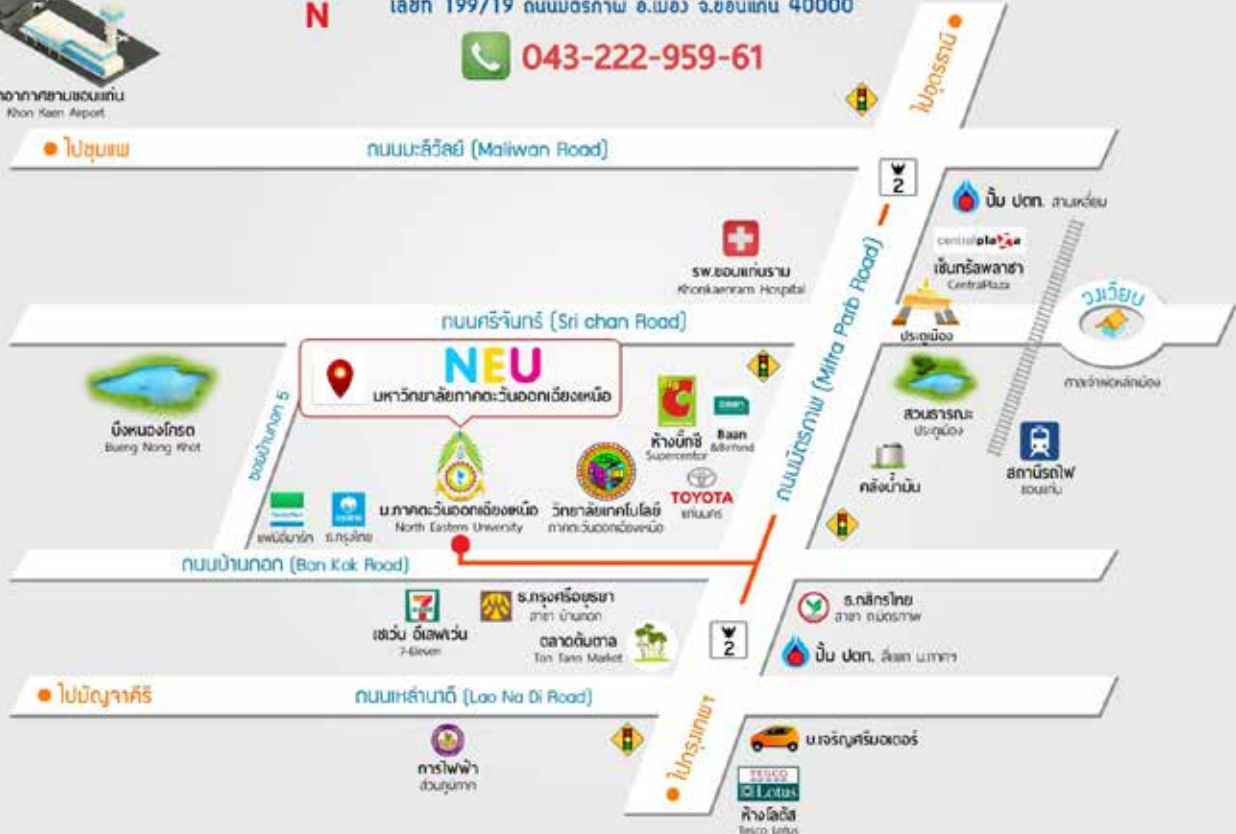 N
เลขที่ 199/19 ถนนมิตรภาพ อ.เมือง จ.ขอนแก่น 40000
043-222-959-61
ท่าอากาศยานขอนแก่น
Khon Kaen Airport
ไปอุดรธานี
ไปชุมแพ
ถนนมะลิวัลย์ (Maliwan Road)
2
ปั๊ม ปตท. สามเหลี่ยม
centralplaza
เซ็นทรัลพลาซา
CentralPlaza
รพ.ขอนแก่นราม
Khonkaenram Hospital
ถนนมิตรภาพ (Mitra Parb Road)
วงเวียน
ศาลเจ้าพ่อหลักเมือง
ประตูเมือง
ถนนศรีจันทร์ (Sri chan Road)
NEU
มหาวิทยาลัยภาคตะวันออกเฉียงเหนือ
บึงหนองโครต
Bueng Nong Khot
ซอยบ้านกอก 5
ห้างบิ๊กซี
Supercenter
Baan
&Beyond
สวนธารณะ
ประตูเมือง
สถานีรถไฟ
ขอนแก่น
คลังน้ำมัน
TOYOTA
แก่นนคร
แฟมิลี่มาร์ท
ธ.กรุงไทย
ม.ภาคตะวันออกเฉียงเหนือ
North Eastern University
วิทยาลัยเทคโนโลยี
ภาคตะวันออกเฉียงเหนือ
ถนนบ้านกอก (Ban Kok Road)
7-Eleven
เซเว่น อีเลฟเว่น
7-Eleven
ธ.กรุงศรีอยุธยา
สาขา บ้านกอก
ตลาดต้นตาล
Ton Tann Market
2
ธ.กสิกรไทย
สาขา ถ.มิตรภาพ
ปั๊ม ปตท.
ไปมัญจาคีรี
ถนนเหล่านาดี (Lao Na Di Road)
ไปกรุงเทพฯ
การไฟฟ้า
ส่วนภูมิภาค
บ.เจริญศรีมอเตอร์
TESCO
Lotus
ห้างโลตัส
Tesco Lotus